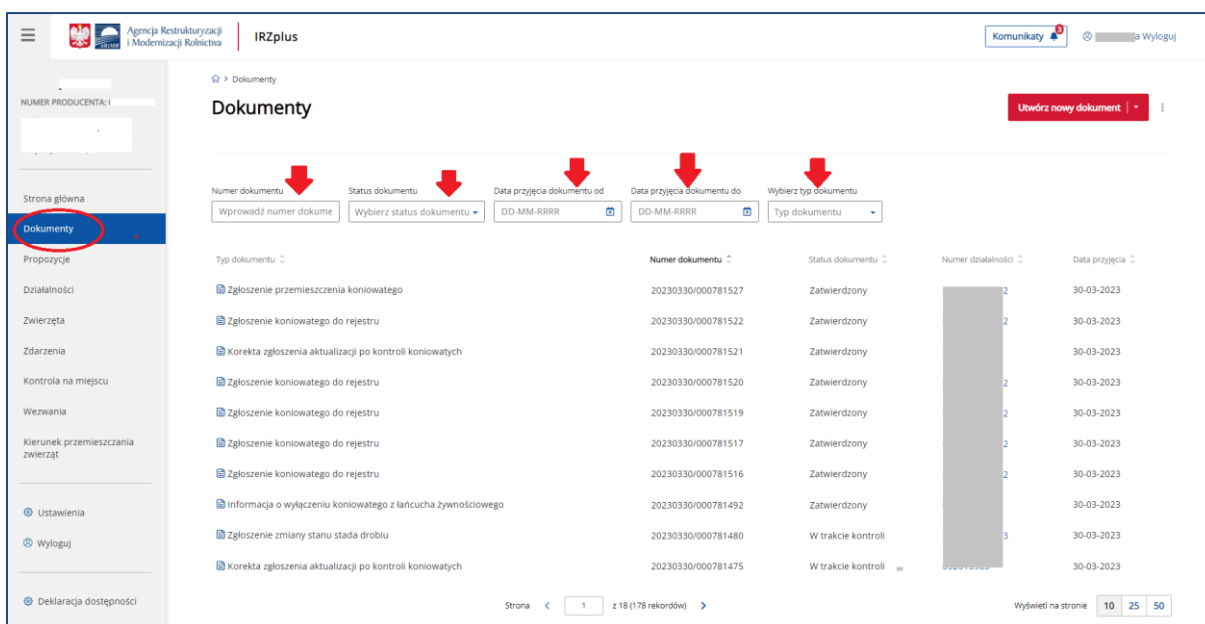 Agencja Restrukturyzacji
i Modernizacji Rolnictwa
IRZplus
Komunikaty 3
a Wyloguj
NUMER PRODUCENTA:
Strona główna
Dokumenty
Propozycje
Działalności
Zwierzęta
Zdarzenia
Kontrola na miejscu
Wezwania
Kierunek przemieszczania
zwierząt
Ustawienia
Wyloguj
Deklaracja dostępności
> Dokumenty
Dokumenty
Utwórz nowy dokument
Numer dokumentu Status dokumentu Data przyjęcia dokumentu od Data przyjęcia dokumentu do Wybierz typ dokumentu
Wprowadź numer dokume Wybierz status dokumentu DD-MM-RRRR DD-MM-RRRR Typ dokumentu
Typ dokumentu Numer dokumentu Status dokumentu Numer działalności Data przyjęcia
Zgłoszenie przemieszczenia koniowatego 20230330/000781527 Zatwierdzony 2 30-03-2023
Zgłoszenie koniowatego do rejestru 20230330/000781522 Zatwierdzony 2 30-03-2023
Korekta zgłoszenia aktualizacji po kontroli koniowatych 20230330/000781521 Zatwierdzony 30-03-2023
Zgłoszenie koniowatego do rejestru 20230330/000781520 Zatwierdzony 2 30-03-2023
Zgłoszenie koniowatego do rejestru 20230330/000781519 Zatwierdzony 2 30-03-2023
Zgłoszenie koniowatego do rejestru 20230330/000781517 Zatwierdzony 2 30-03-2023
Zgłoszenie koniowatego do rejestru 20230330/000781516 Zatwierdzony 2 30-03-2023
Informacja o wyłączeniu koniowatego z łańcucha żywnościowego 20230330/000781492 Zatwierdzony 30-03-2023
Zgłoszenie zmiany stanu stada drobiu 20230330/000781480 W trakcie kontroli 3 30-03-2023
Korekta zgłoszenia aktualizacji po kontroli koniowatych 20230330/000781475 W trakcie kontroli 30-03-2023
Strona < 1 z 18 (178 rekordów) > Wyświetl na stronie 10 25 50